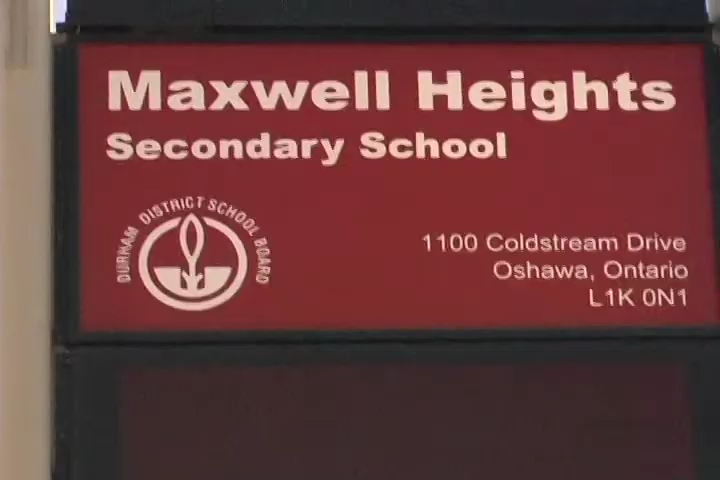 Maxwell Heights
Secondary School
DURHAM DISTRICT SCHOOL BOARD
1100 Coldstream Drive
Oshawa, Ontario
L1K 0N1